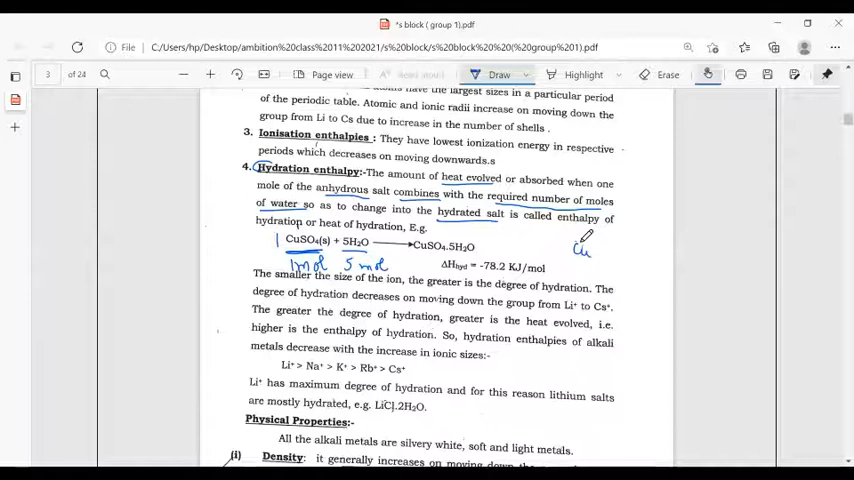 *s block ( group 1).pdf
File C:/Users/hp/Desktop/ambition%20class%2011%202021/s%20block/s%20block%20%20(%20group%201).pdf
3 of 24 Page view Read aloud Draw Highlight Erase
of the periodic table. Atomic and ionic radii increase on moving down the
group from Li to Cs due to increase in the number of shells .
3. Ionisation enthalpies : They have lowest ionization energy in respective
periods which decreases on moving downwards.s
4. Hydration enthalpy:-The amount of heat evolved or absorbed when one
mole of the anhydrous salt combines with the required number of moles
of water so as to change into the hydrated salt is called enthalpy of
hydration or heat of hydration, E.g.
1 CuSO₄(s) + 5H₂O ⟶ CuSO₄.5H₂O
Cu
1mol 5 mol
ΔHhyd = -78.2 KJ/mol
The smaller the size of the ion, the greater is the degree of hydration. The
degree of hydration decreases on moving down the group from Li⁺ to Cs⁺.
The greater the degree of hydration, greater is the heat evolved, i.e.
higher is the enthalpy of hydration. So, hydration enthalpies of alkali
metals decrease with the increase in ionic sizes:-
Li⁺ > Na⁺ > K⁺ > Rb⁺ > Cs⁺
Li⁺ has maximum degree of hydration and for this reason lithium salts
are mostly hydrated, e.g. LiCl.2H₂O.
Physical Properties:-
All the alkali metals are silvery white, soft and light metals.
(i) Density: it generally increases on moving down the